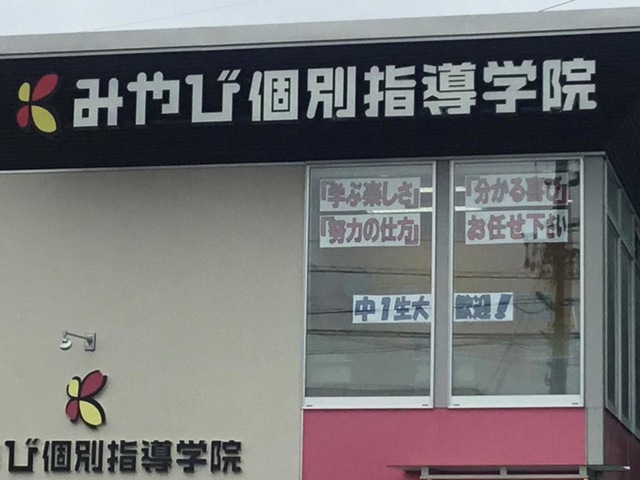 みやび個別指導学院
『学ぶ楽しさ』『分かる喜び』
『努力の仕方』お任せ下さい
中1生大歓迎!
び個別指導学院